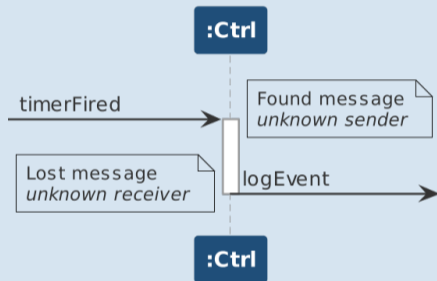 :Ctrl
timerFired
Found message
unknown sender
Lost message
unknown receiver
logEvent
:Ctrl